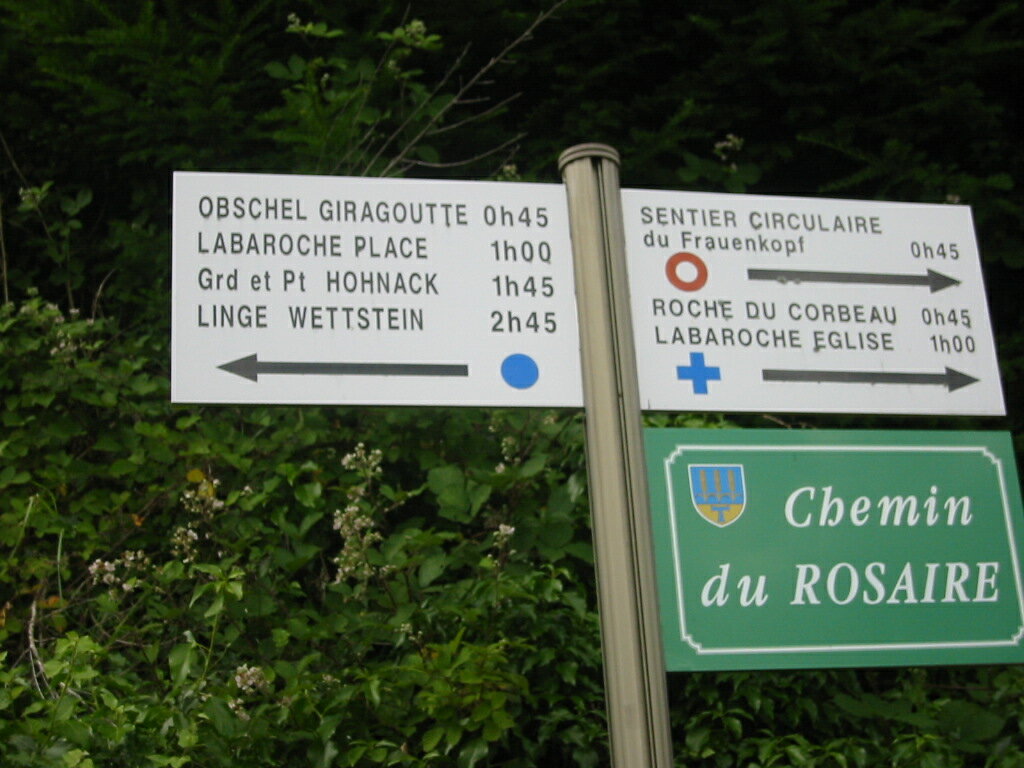 OBSCHEL GIRAGOUTTE 0h45
LABAROCHE PLACE 1h00
Grd et Pt HOHNACK 1h45
LINGE WETTSTEIN 2h45
SENTIER CIRCULAIRE
du Frauenkopf 0h45
ROCHE DU CORBEAU 0h45
LABAROCHE EGLISE 1h00
Chemin
du ROSAIRE